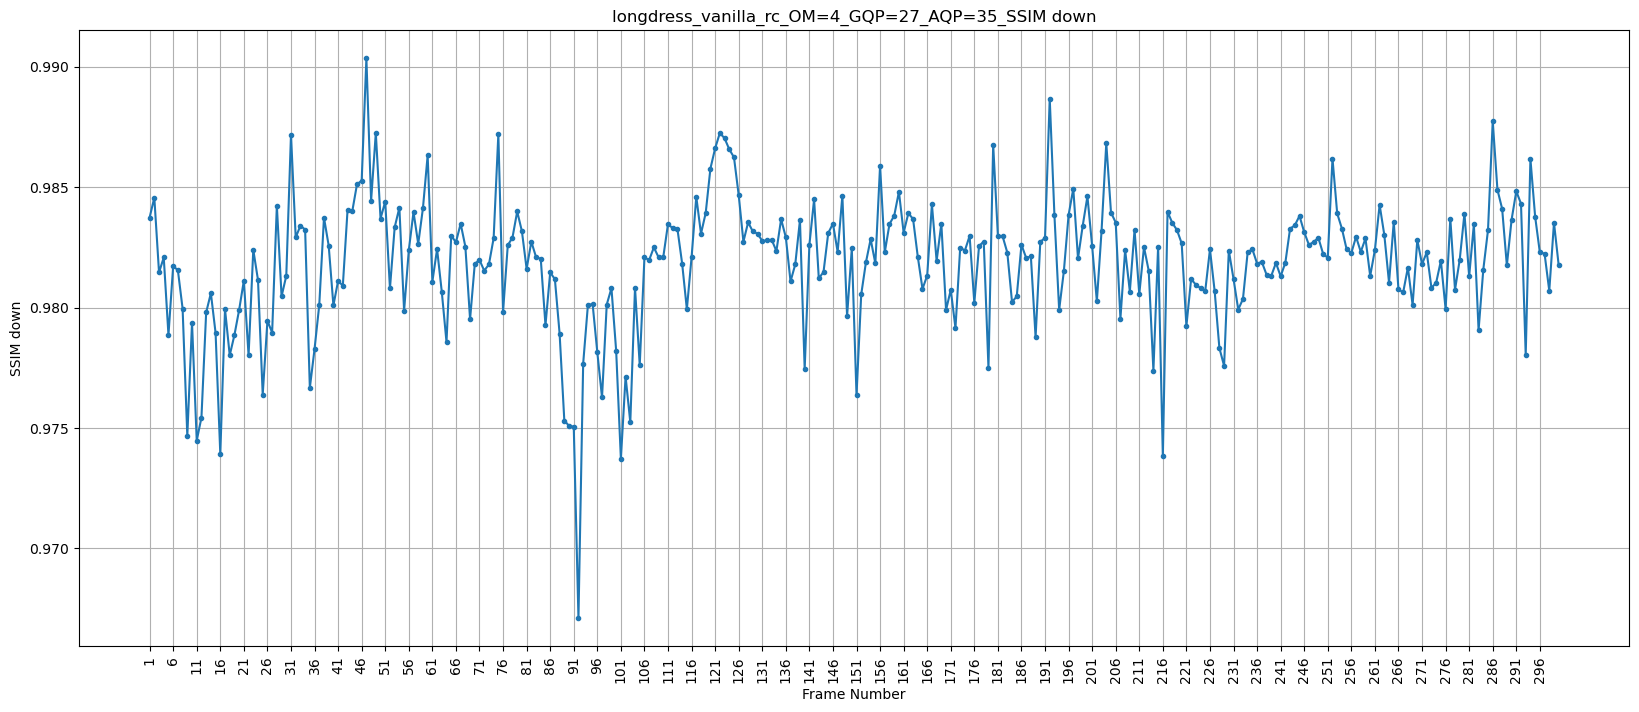 longdress_vanilla_rc_OM=4_GQP=27_AQP=35_SSIM down
0.990
0.985
0.980
0.975
0.970
SSIM down
1 6 11 16 21 26 31 36 41 46 51 56 61 66 71 76 81 86 91 96 101 106 111 116 121 126 131 136 141 146 151 156 161 166 171 176 181 186 191 196 201 206 211 216 221 226 231 236 241 246 251 256 261 266 271 276 281 286 291 296
Frame Number